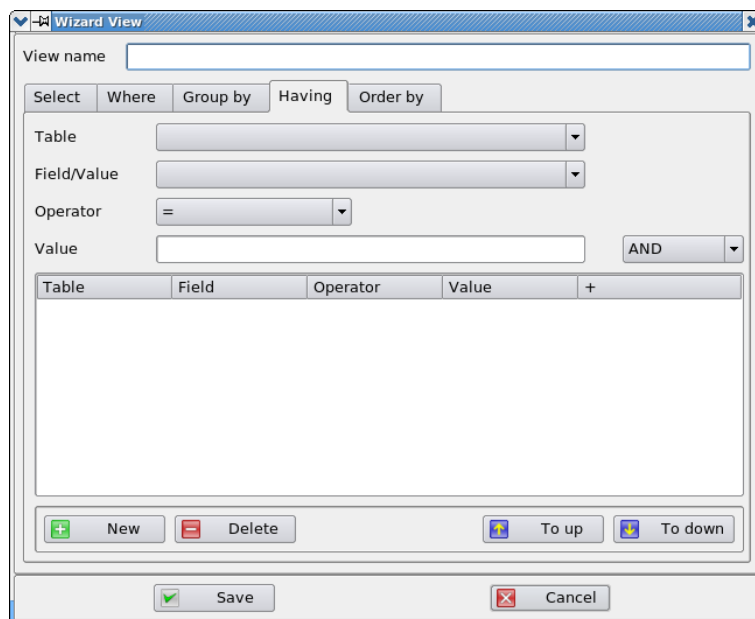 Wizard View
View name
Select Where Group by Having Order by
Table
Field/Value
Operator =
Value AND
Table Field Operator Value +
New Delete To up To down
Save Cancel